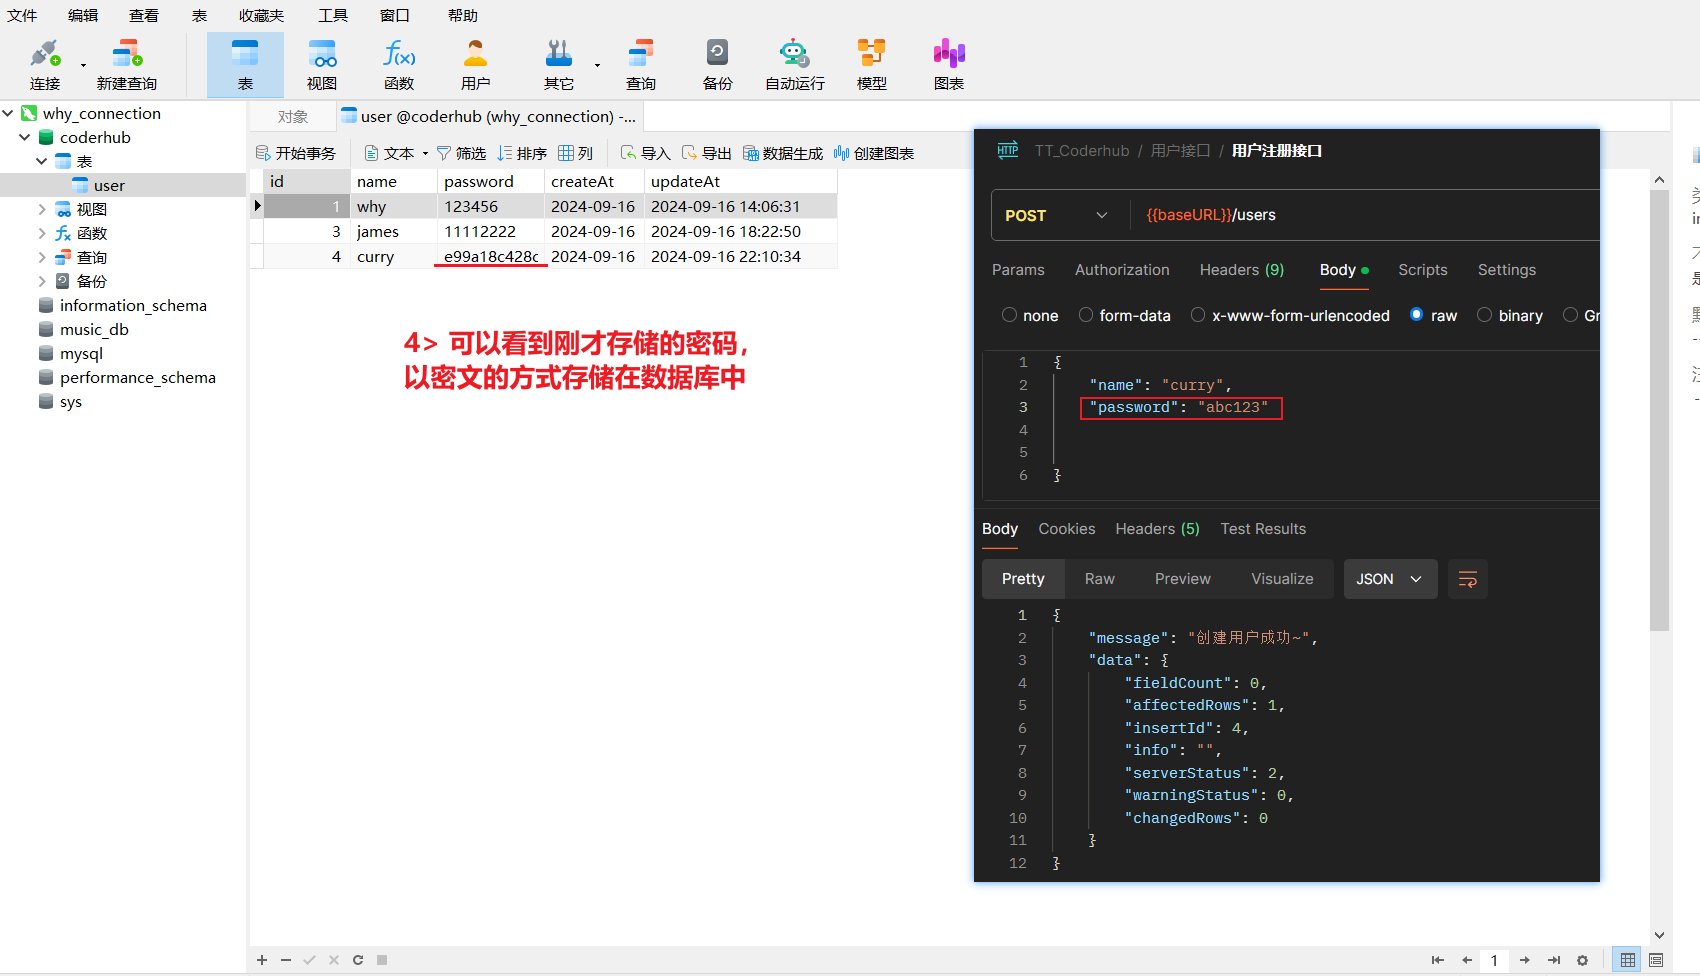 文件 编辑 查看 表 收藏夹 工具 窗口 帮助
连接 新建查询 表 视图 函数 用户 其它 查询 备份 自动运行 模型 图表
why_connection
coderhub
表
user
视图
函数
查询
备份
information_schema
music_db
mysql
performance_schema
sys
对象 user @coderhub (why_connection) -...
开始事务 文本 筛选 排序 列 导入 导出 数据生成 创建图表
id name password createAt updateAt
1 why 123456 2024-09-16 2024-09-16 14:06:31
3 james 11112222 2024-09-16 2024-09-16 18:22:50
4 curry e99a18c428c 2024-09-16 2024-09-16 22:10:34
4> 可以看到刚才存储的密码，
以密文的方式存储在数据库中
HTTP TT_Coderhub / 用户接口 / 用户注册接口
POST {{baseURL}}/users
Params Authorization Headers (9) Body Scripts Settings
none form-data x-www-form-urlencoded raw binary Gr
1 {
2 "name": "curry",
3 "password": "abc123"
4
5
6 }
Body Cookies Headers (5) Test Results
Pretty Raw Preview Visualize JSON
1 {
2 "message": "创建用户成功~",
3 "data": {
4 "fieldCount": 0,
5 "affectedRows": 1,
6 "insertId": 4,
7 "info": "",
8 "serverStatus": 2,
9 "warningStatus": 0,
10 "changedRows": 0
11 }
12 }
1